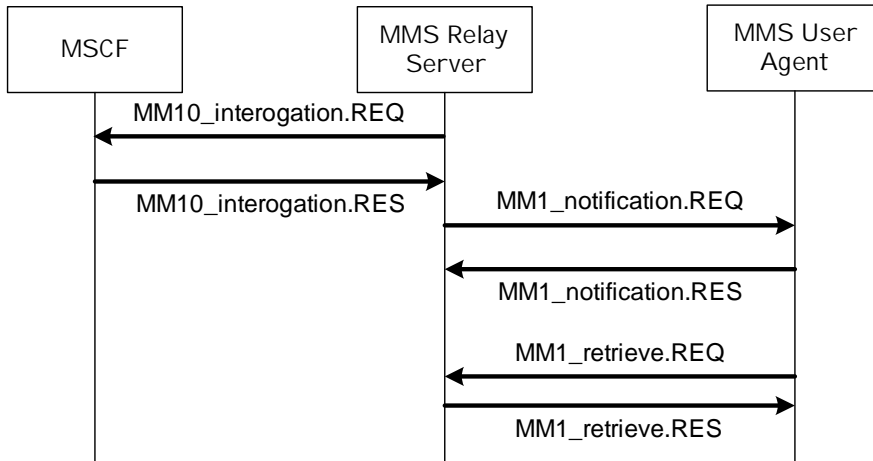 MSCF
MMS Relay
Server
MMS User
Agent
MM10_interogation.REQ
MM10_interogation.RES
MM1_notification.REQ
MM1_notification.RES
MM1_retrieve.REQ
MM1_retrieve.RES